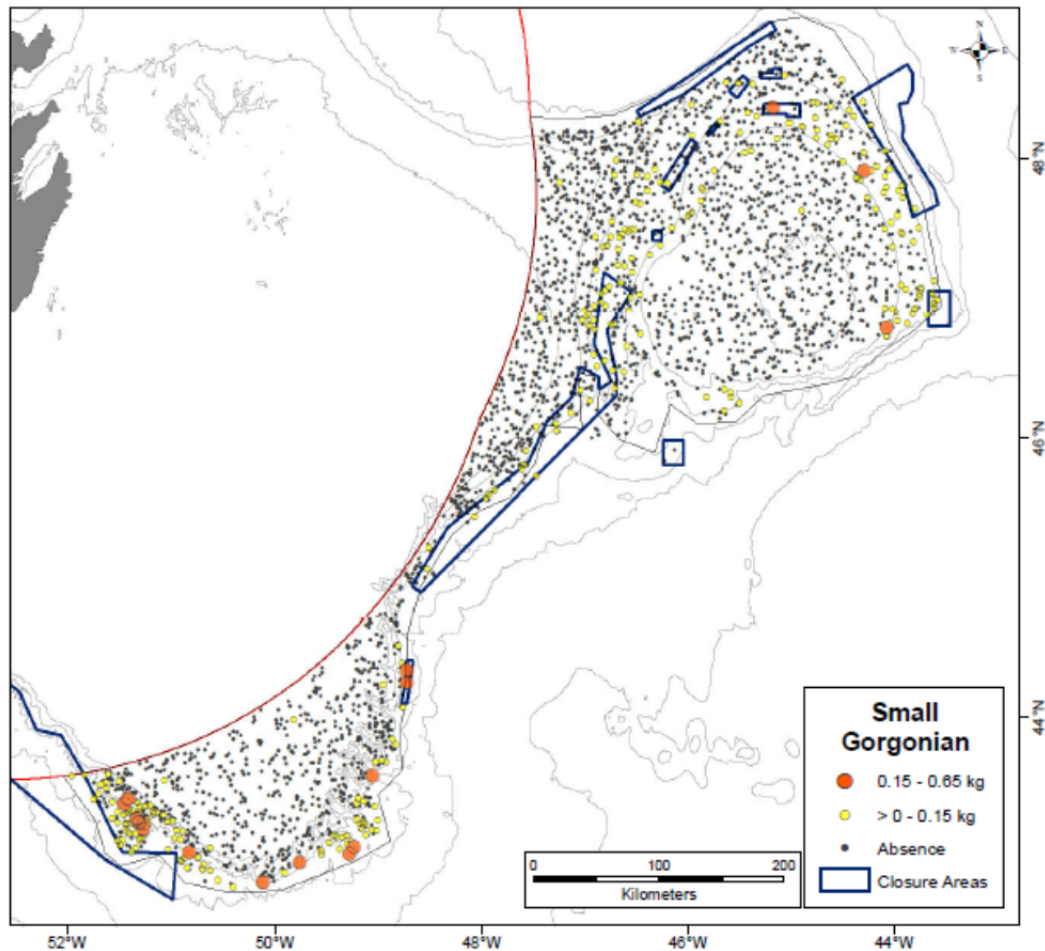 N
W E
S
48°N
46°N
44°N
Small
Gorgonian
0.15 - 0.65 kg
> 0 - 0.15 kg
Absence
Closure Areas
0 100 200
Kilometers
52°W 50°W 48°W 46°W 44°W